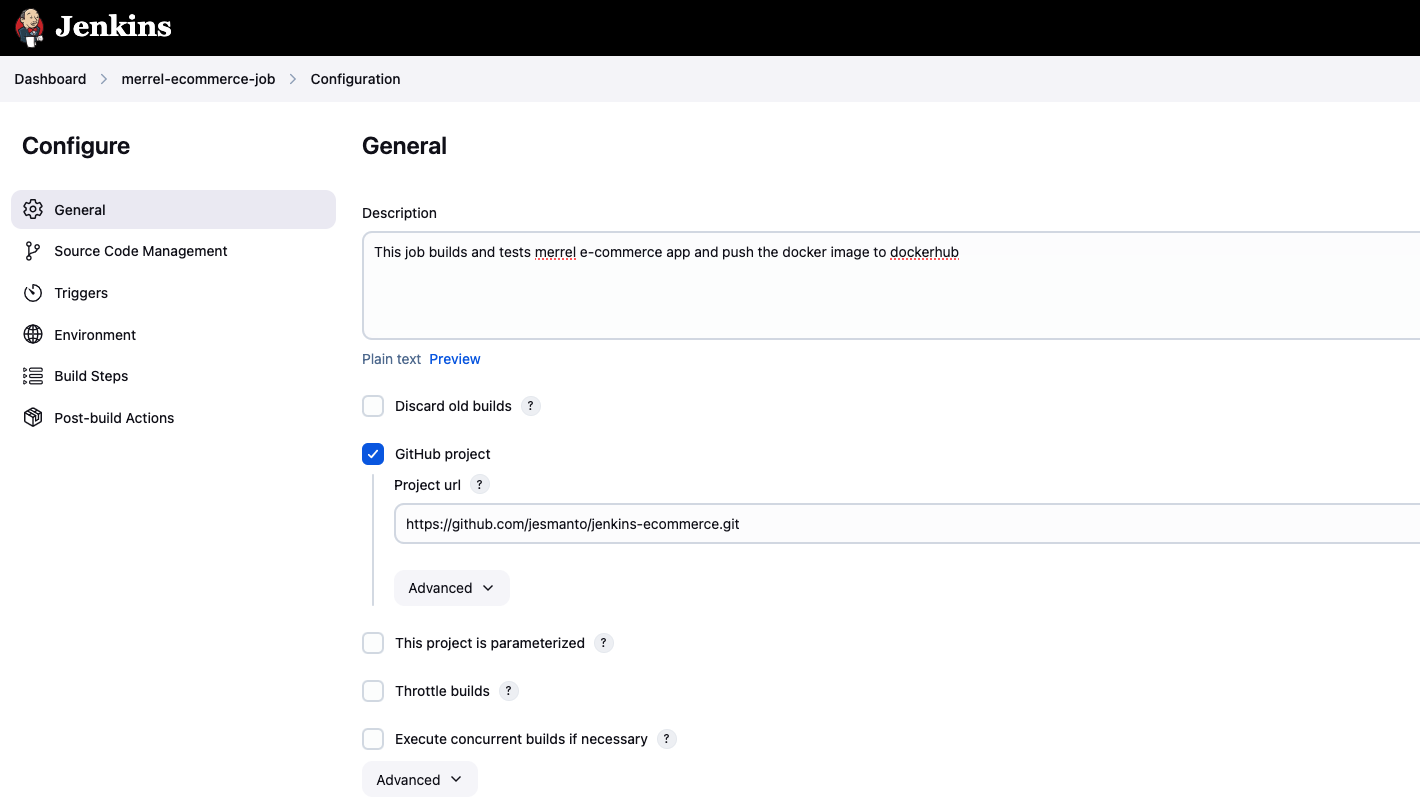 Jenkins
Dashboard > merrel-ecommerce-job > Configuration
Configure
General
Source Code Management
Triggers
Environment
Build Steps
Post-build Actions
General
Description
This job builds and tests merrel e-commerce app and push the docker image to dockerhub
Plain text Preview
Discard old builds ?
GitHub project
Project url ?
https://github.com/jesmanto/jenkins-ecommerce.git
Advanced
This project is parameterized ?
Throttle builds ?
Execute concurrent builds if necessary ?
Advanced